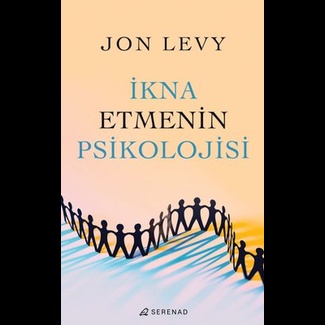 JON LEVY
İKNA
ETMENİN
PSİKOLOJİSİ
SERENAD